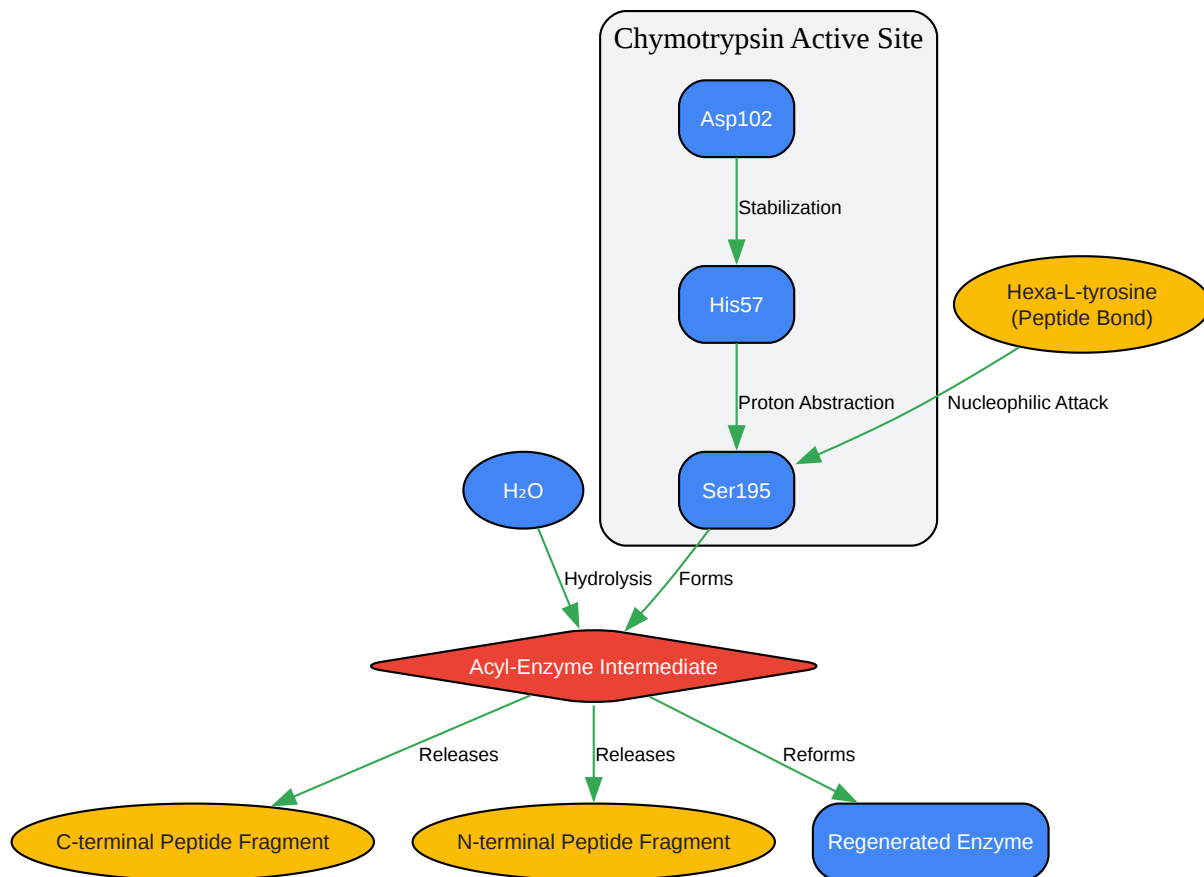 Chymotrypsin Active Site
Asp102
Stabilization
His57
Hexa-L-tyrosine
(Peptide Bond)
Proton Abstraction
Nucleophilic Attack
H₂O
Ser195
Hydrolysis
Forms
Acyl-Enzyme Intermediate
Releases
Releases
Reforms
C-terminal Peptide Fragment
N-terminal Peptide Fragment
Regenerated Enzyme